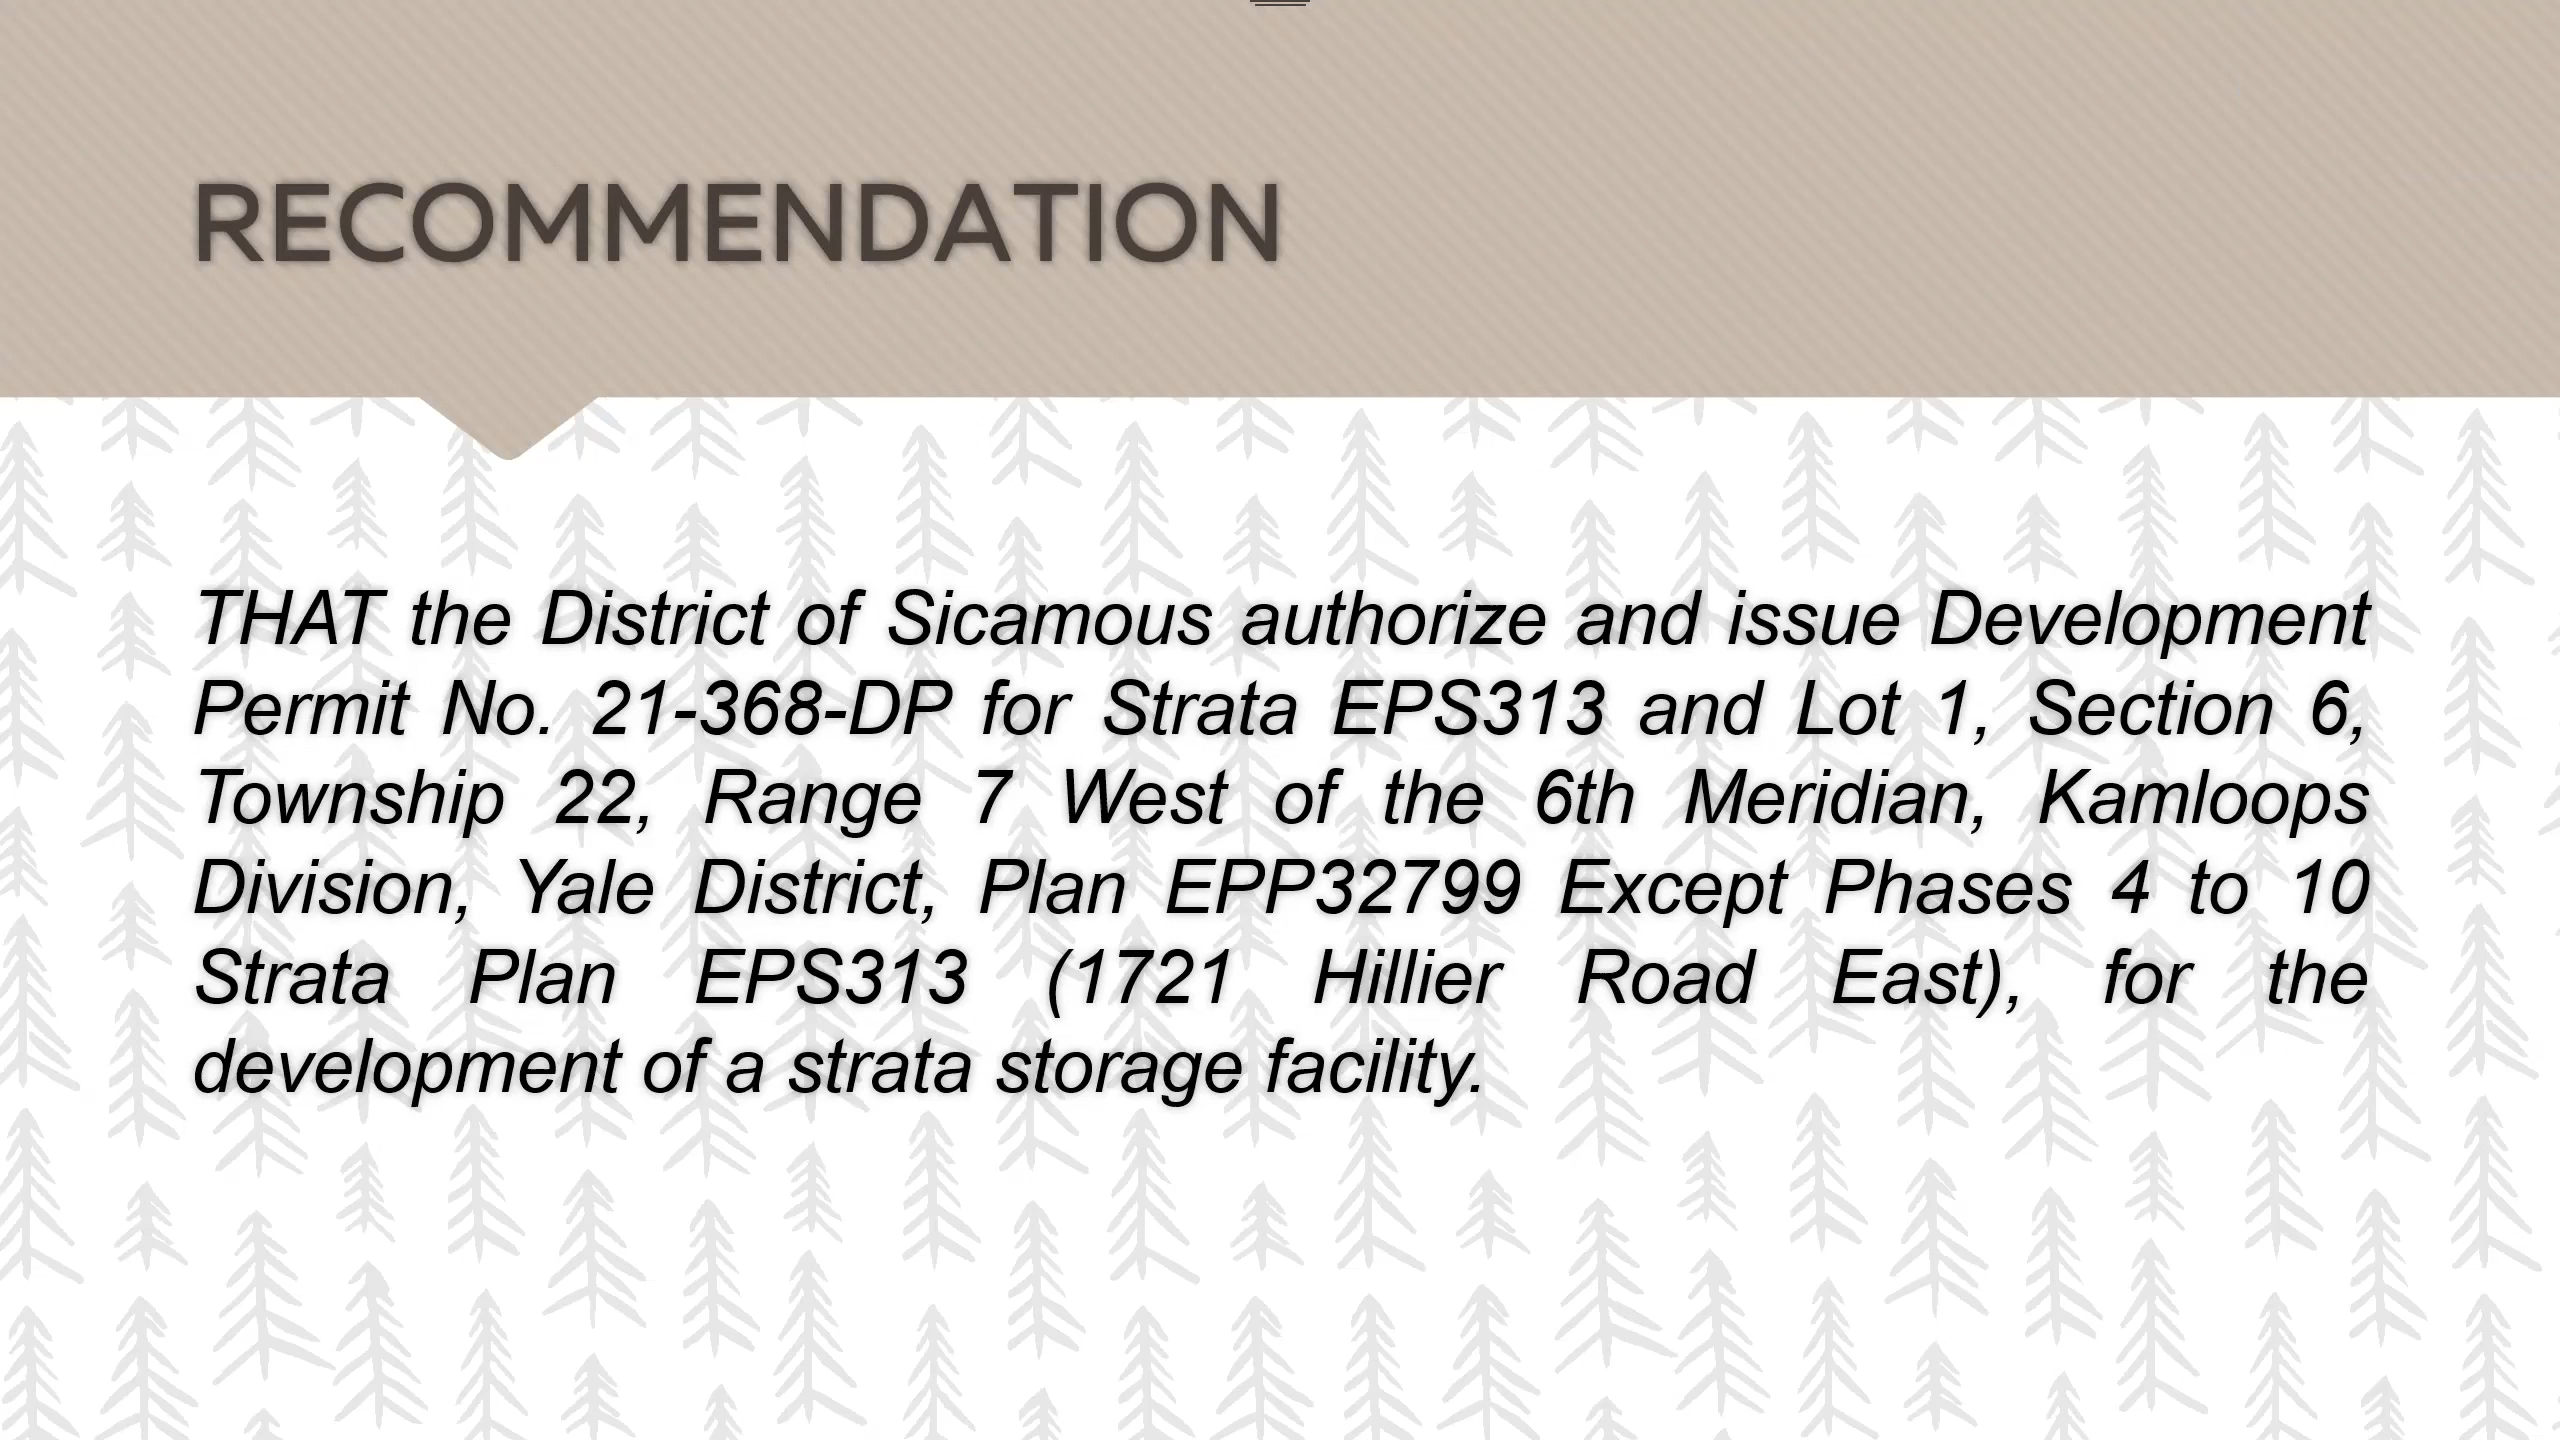 RECOMMENDATION
THAT the District of Sicamous authorize and issue Development
Permit No. 21-368-DP for Strata EPS313 and Lot 1, Section 6,
Township 22, Range 7 West of the 6th Meridian, Kamloops
Division, Yale District, Plan EPP32799 Except Phases 4 to 10
Strata Plan EPS313 (1721 Hillier Road East), for the
development of a strata storage facility.